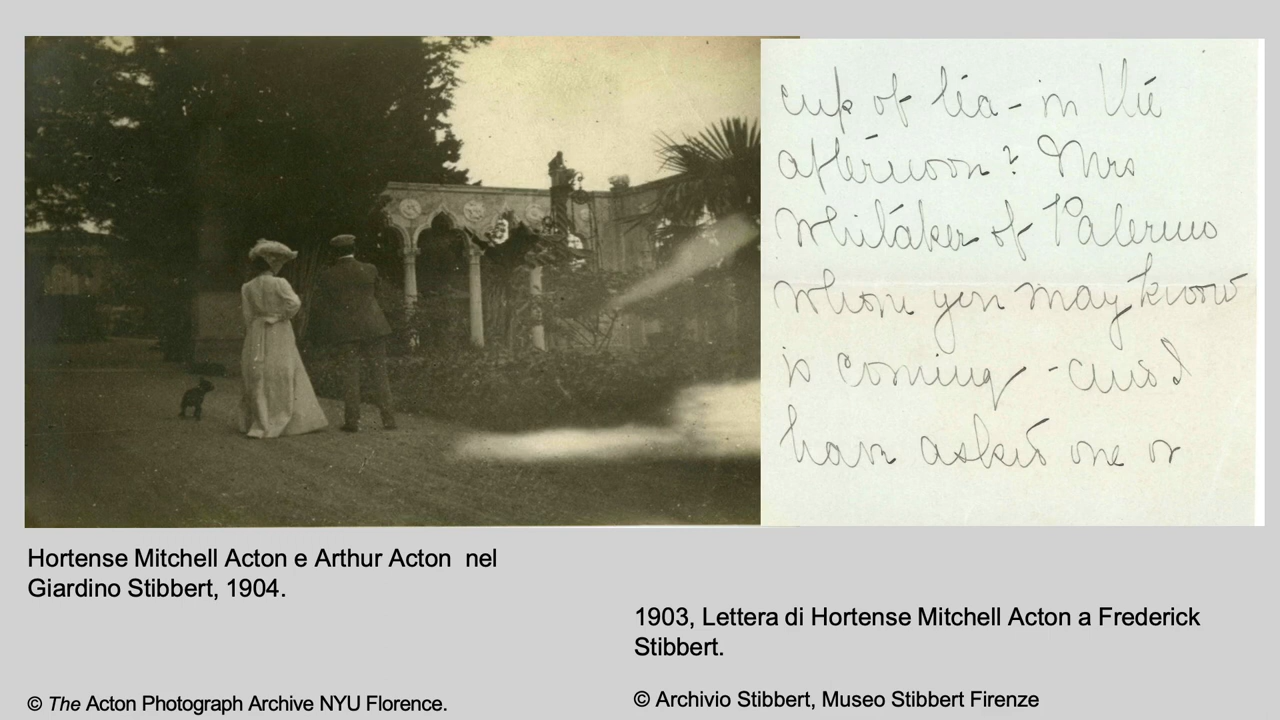 cup of tea - in the
afternoon? Mrs
Whitaker of Palermo
whom you may know
is coming - and I
have asked one or
Hortense Mitchell Acton e Arthur Acton nel
Giardino Stibbert, 1904.
1903, Lettera di Hortense Mitchell Acton a Frederick
Stibbert.
© The Acton Photograph Archive NYU Florence.
© Archivio Stibbert, Museo Stibbert Firenze